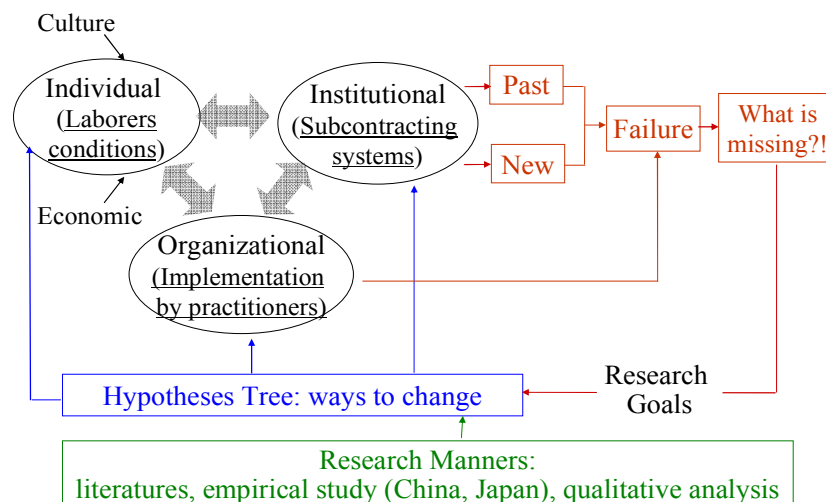 Culture
Individual
(Laborers
conditions)
Economic
Institutional
(Subcontracting
systems)
Organizational
(Implementation
by practitioners)
Past
New
Failure
What is
missing?!
Hypotheses Tree: ways to change
Research
Goals
Research Manners:
literatures, empirical study (China, Japan), qualitative analysis